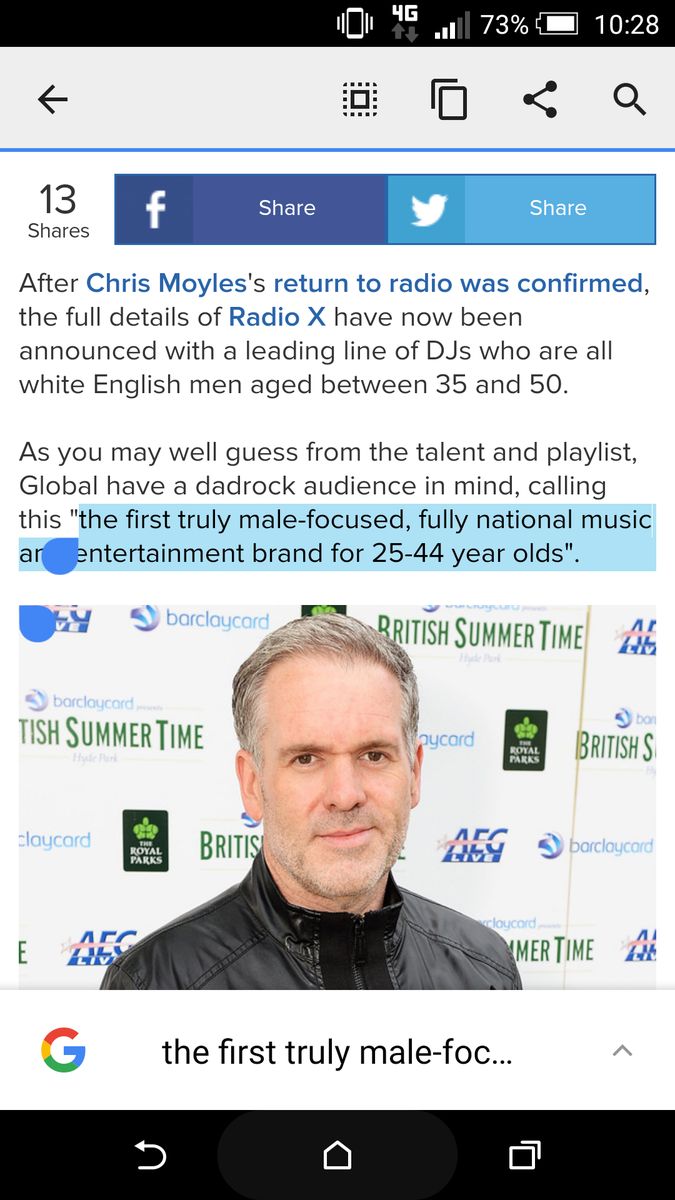 4G 73% 10:28
13
Shares
f Share Share
After Chris Moyles's return to radio was confirmed,
the full details of Radio X have now been
announced with a leading line of DJs who are all
white English men aged between 35 and 50.
As you may well guess from the talent and playlist,
Global have a dadrock audience in mind, calling
this "the first truly male-focused, fully national music
an entertainment brand for 25-44 year olds".
barclaycard
BRITISH SUMMER TIME
Hyde Park
barclaycard presents
TISH SUMMER TIME
Hyde Park
aycard
THE
ROYAL
PARKS
BRITISH S
claycard
THE
ROYAL
PARKS
BRITIS
AEG
LIVE
barclaycard
E
AEG
LIVE
rclaycard
MMER TIME
the first truly male-foc...